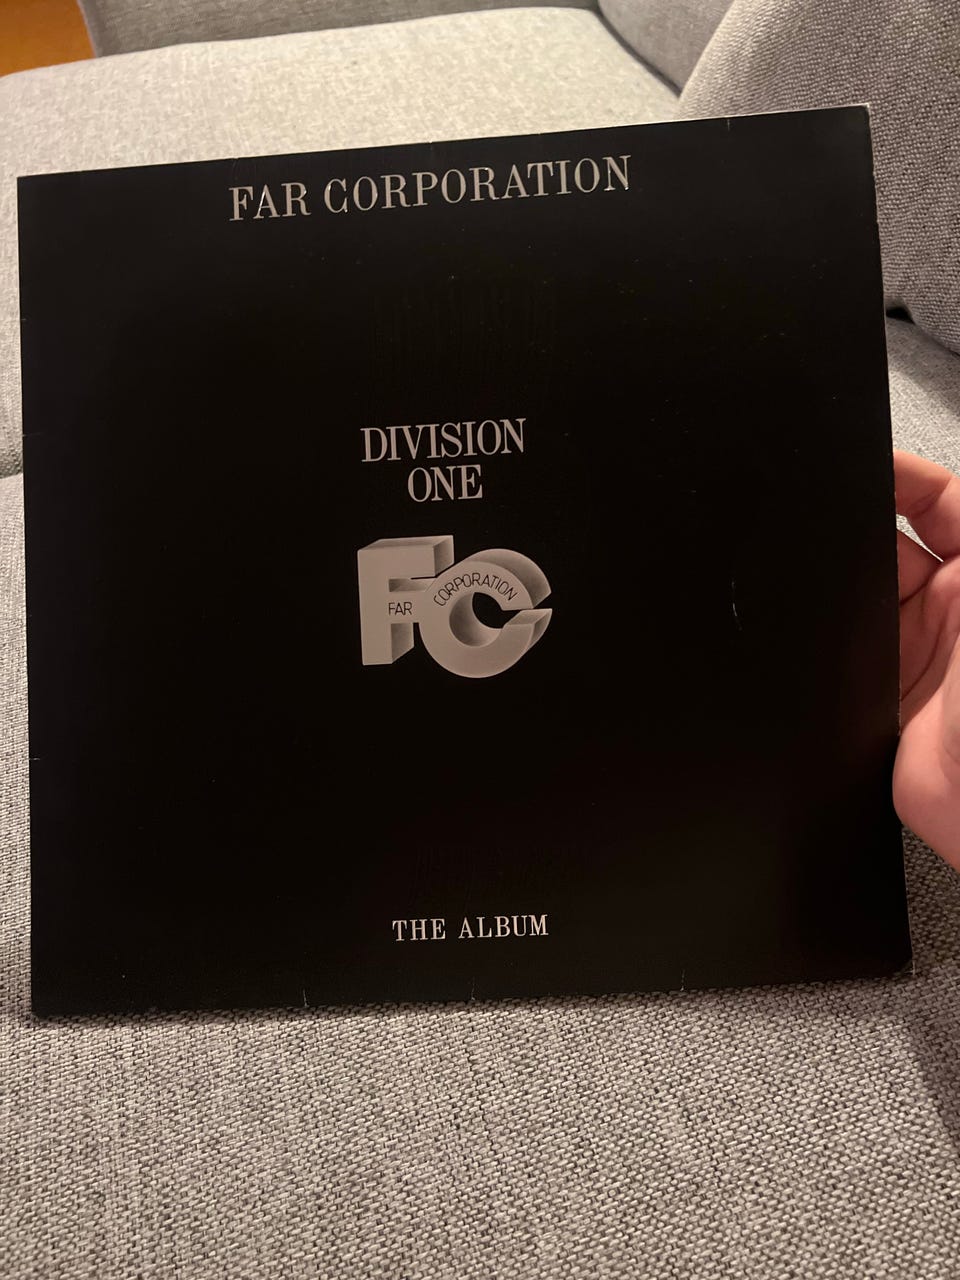 FAR CORPORATION
DIVISION
ONE
FC
FAR CORPORATION
THE ALBUM